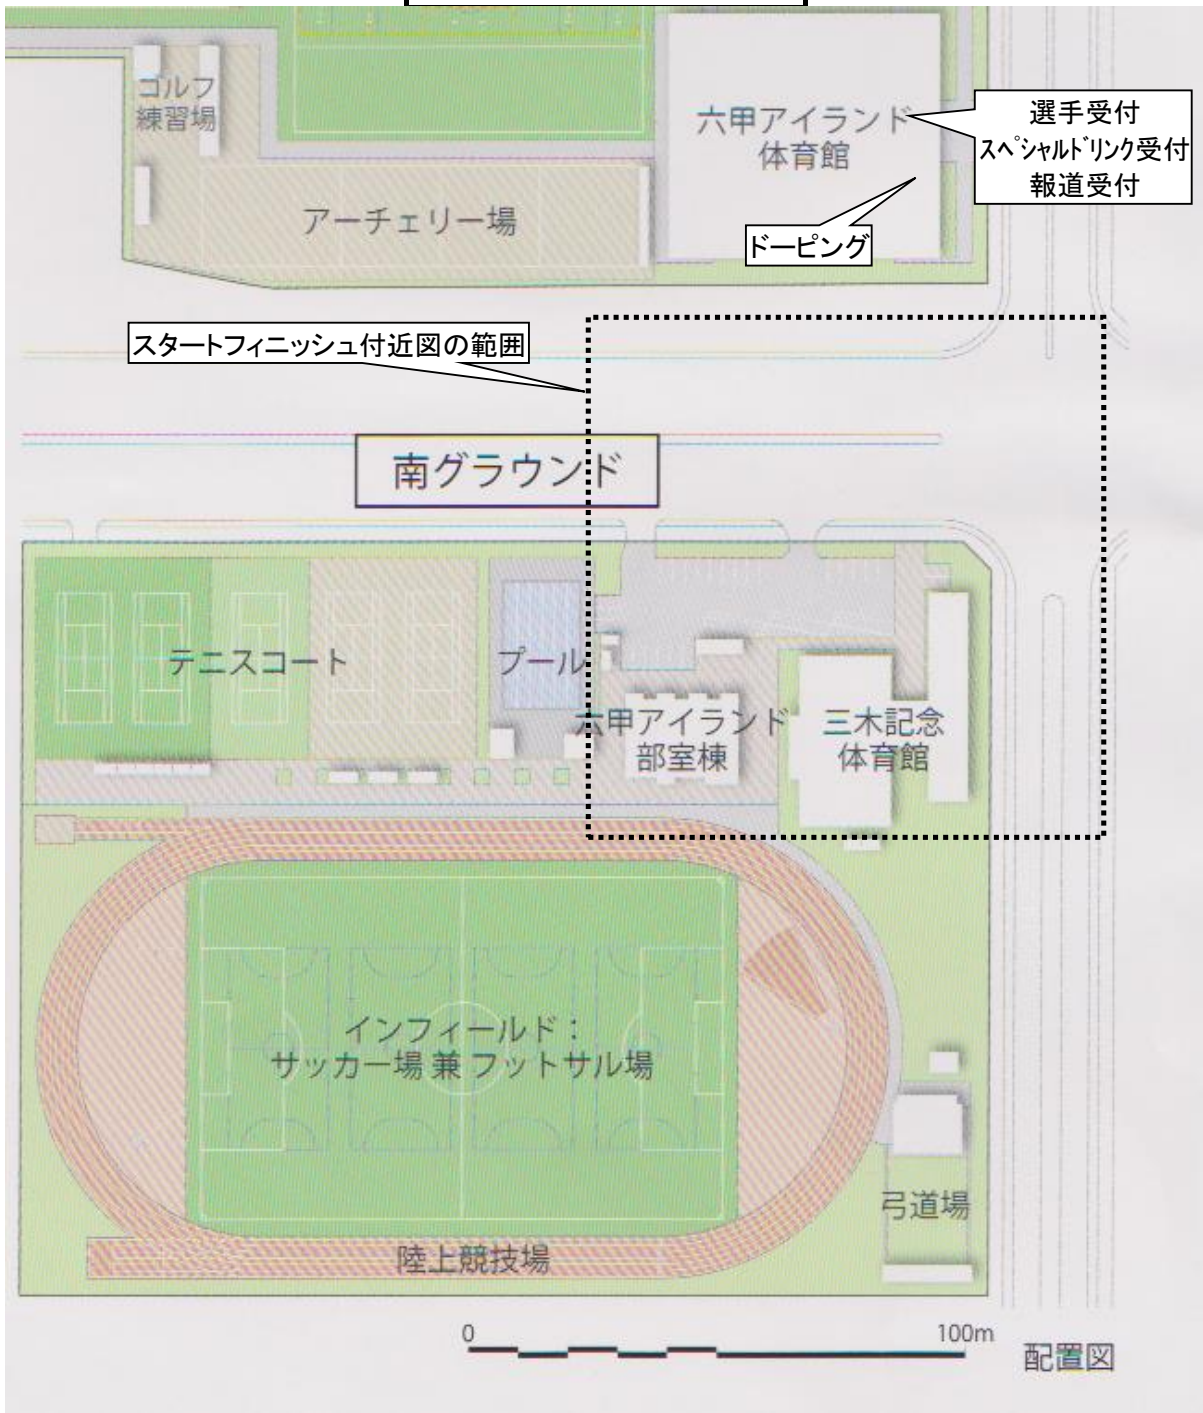 ゴルフ
練習場
六甲アイランド
体育館
選手受付
スペシャルドリンク受付
報道受付
アーチェリー場
ドーピング
スタートフィニッシュ付近図の範囲
南グラウンド
テニスコート
プール
六甲アイランド
部室棟
三木記念
体育館
インフィールド:
サッカー場 兼 フットサル場
弓道場
陸上競技場
0
100m
配置図